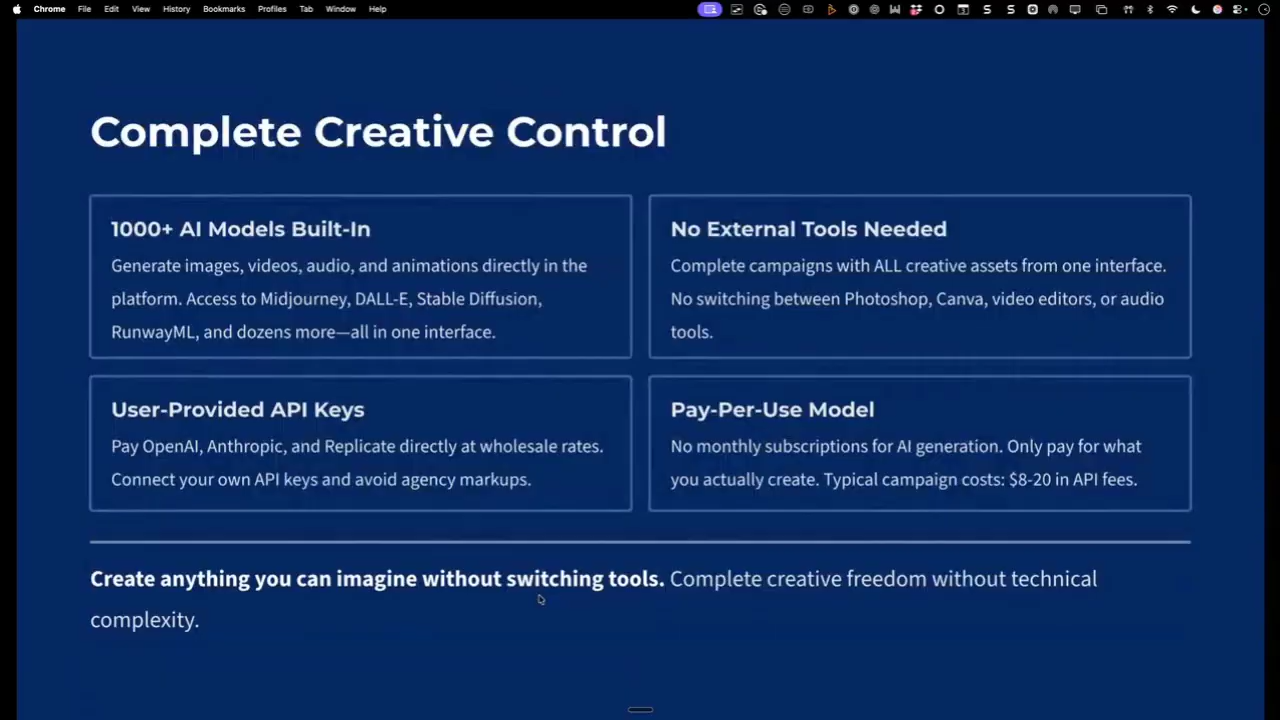 Chrome File Edit View History Bookmarks Profiles Tab Window Help
Complete Creative Control
1000+ AI Models Built-In
Generate images, videos, audio, and animations directly in the
platform. Access to Midjourney, DALL-E, Stable Diffusion,
RunwayML, and dozens more—all in one interface.
No External Tools Needed
Complete campaigns with ALL creative assets from one interface.
No switching between Photoshop, Canva, video editors, or audio
tools.
User-Provided API Keys
Pay OpenAI, Anthropic, and Replicate directly at wholesale rates.
Connect your own API keys and avoid agency markups.
Pay-Per-Use Model
No monthly subscriptions for AI generation. Only pay for what
you actually create. Typical campaign costs: $8-20 in API fees.
Create anything you can imagine without switching tools. Complete creative freedom without technical
complexity.